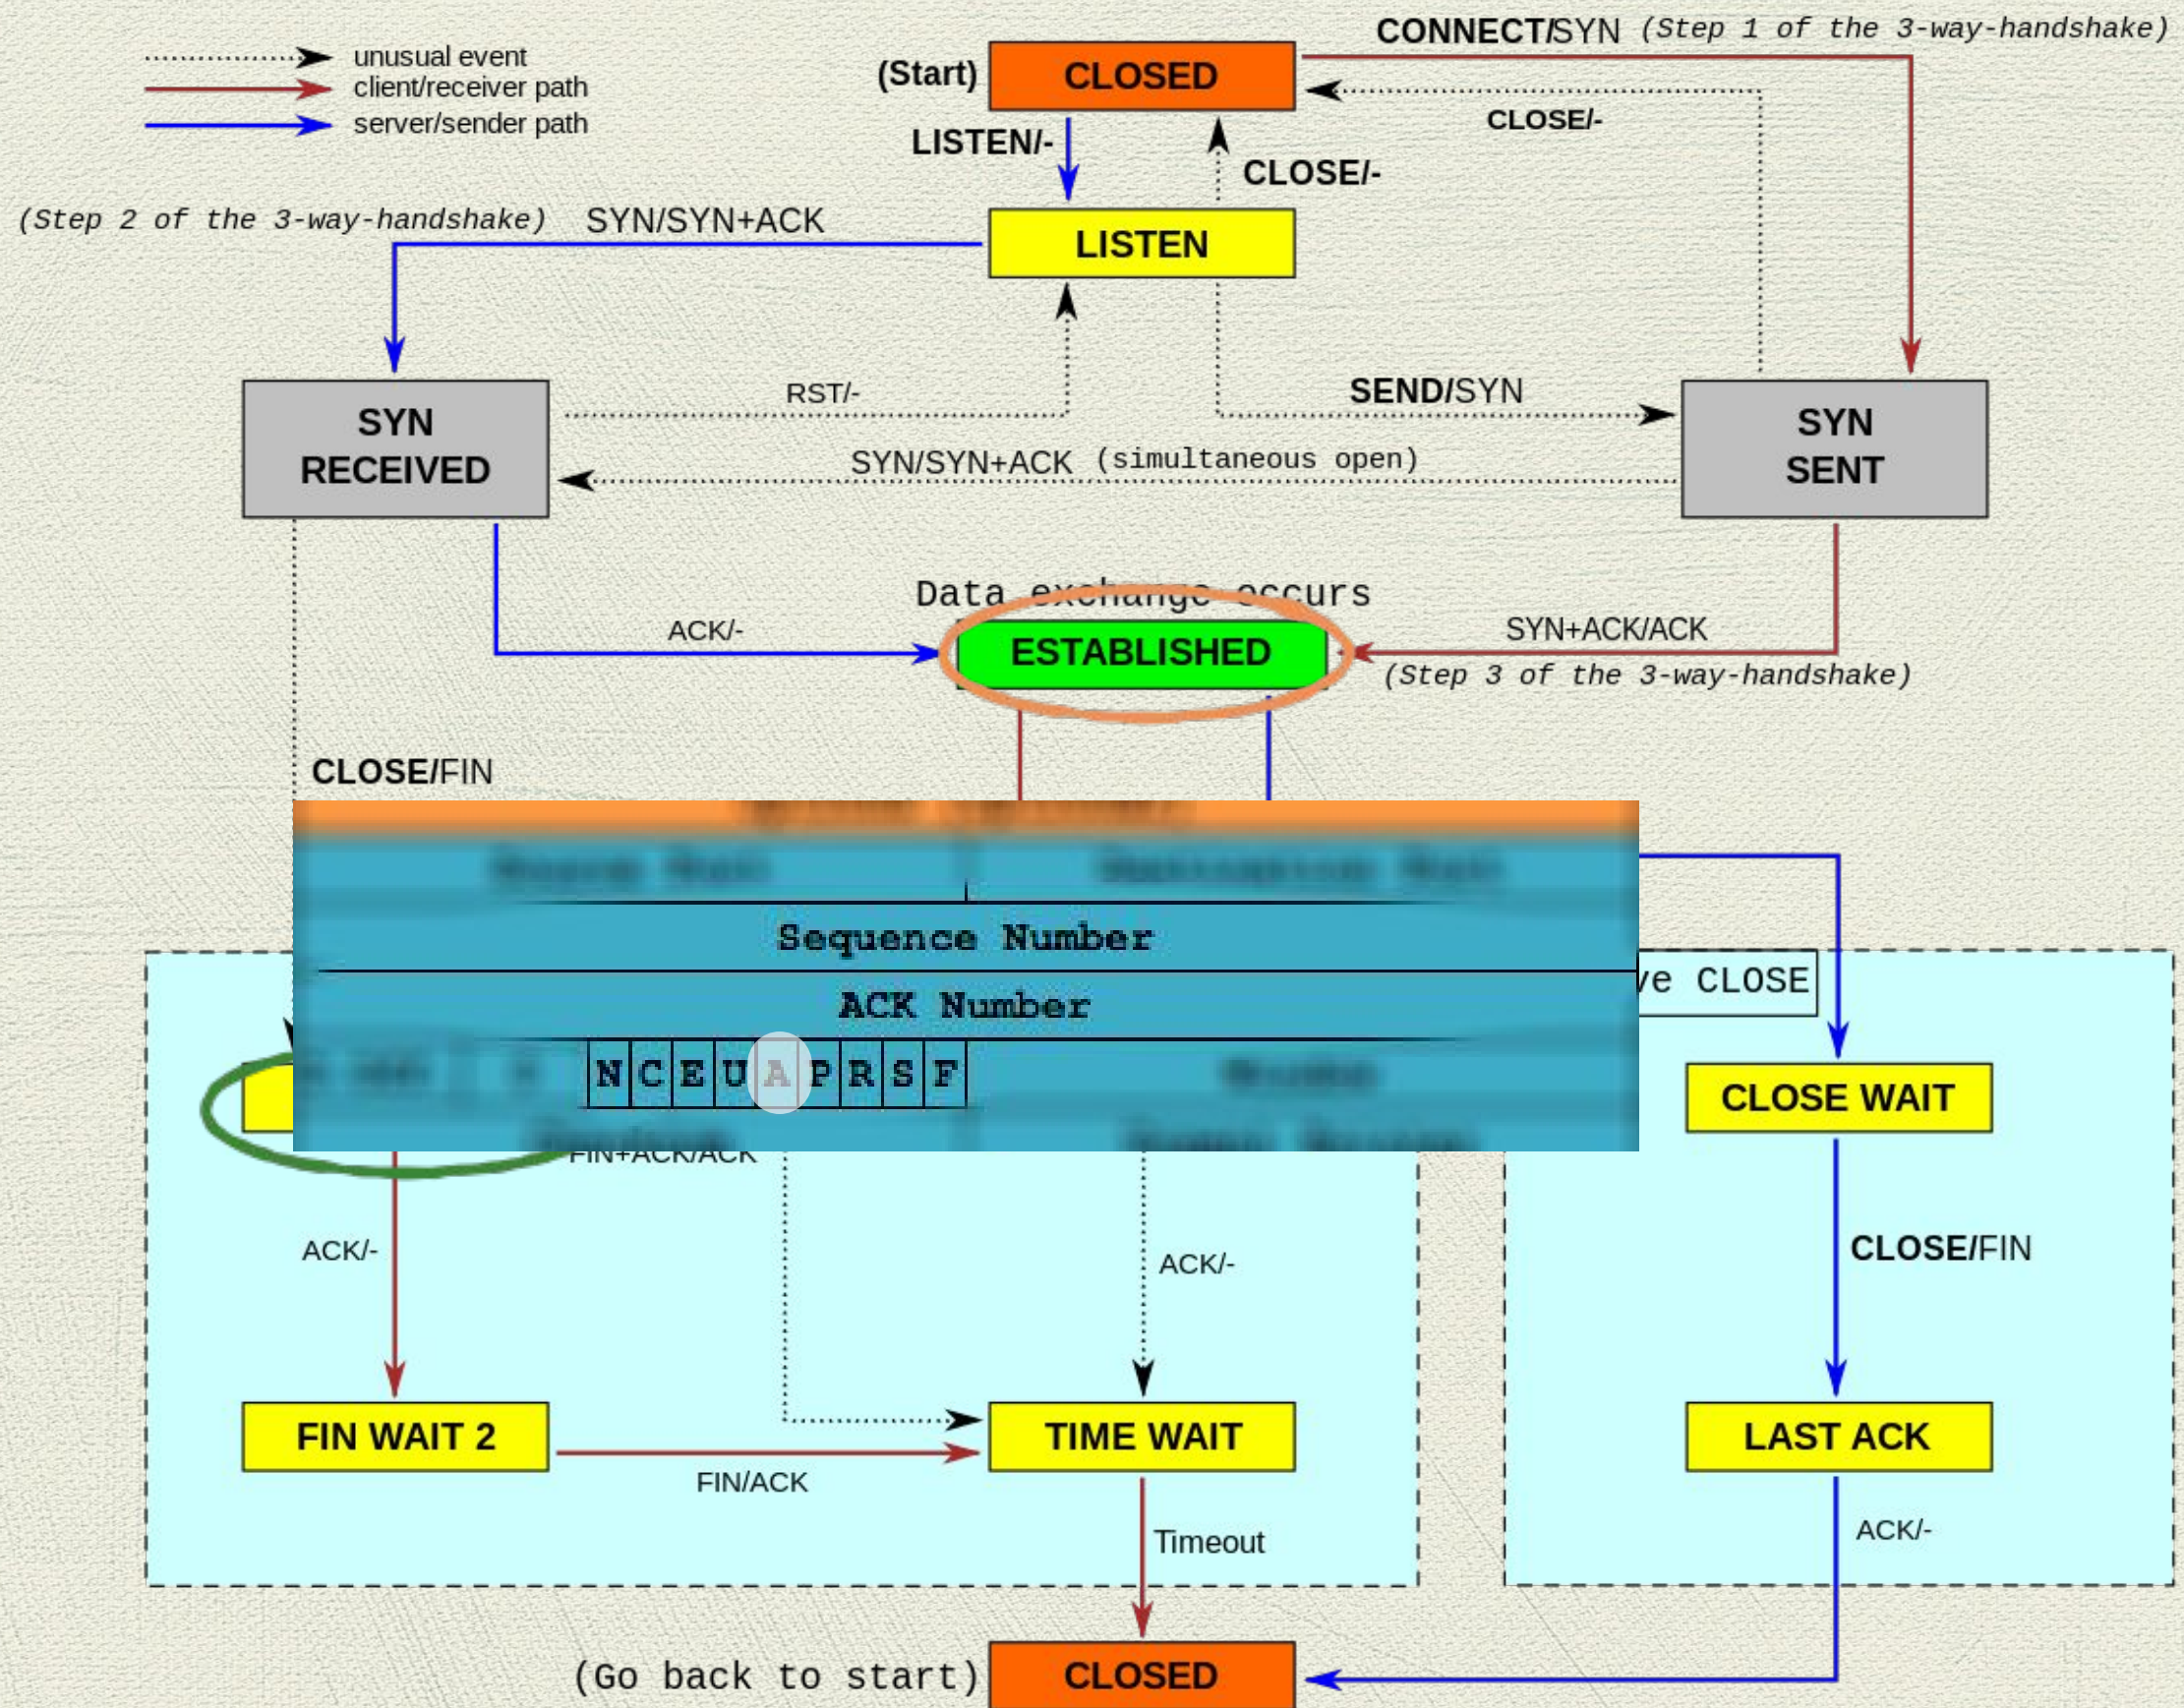 CONNECT/SYN (Step 1 of the 3-way-handshake)
unusual event
client/receiver path
server/sender path
(Start) CLOSED
CLOSE/-
LISTEN/-
CLOSE/-
(Step 2 of the 3-way-handshake) SYN/SYN+ACK
LISTEN
RST/-
SEND/SYN
SYN
RECEIVED
SYN
SENT
SYN/SYN+ACK (simultaneous open)
Data exchange occurs
ACK/-
ESTABLISHED
SYN+ACK/ACK
(Step 3 of the 3-way-handshake)
CLOSE/FIN
Sequence Number
ACK Number
ve CLOSE
N C E U A P R S F
CLOSE WAIT
FIN+ACK/ACK
ACK/-
ACK/-
CLOSE/FIN
FIN WAIT 2
TIME WAIT
LAST ACK
FIN/ACK
Timeout
ACK/-
(Go back to start) CLOSED